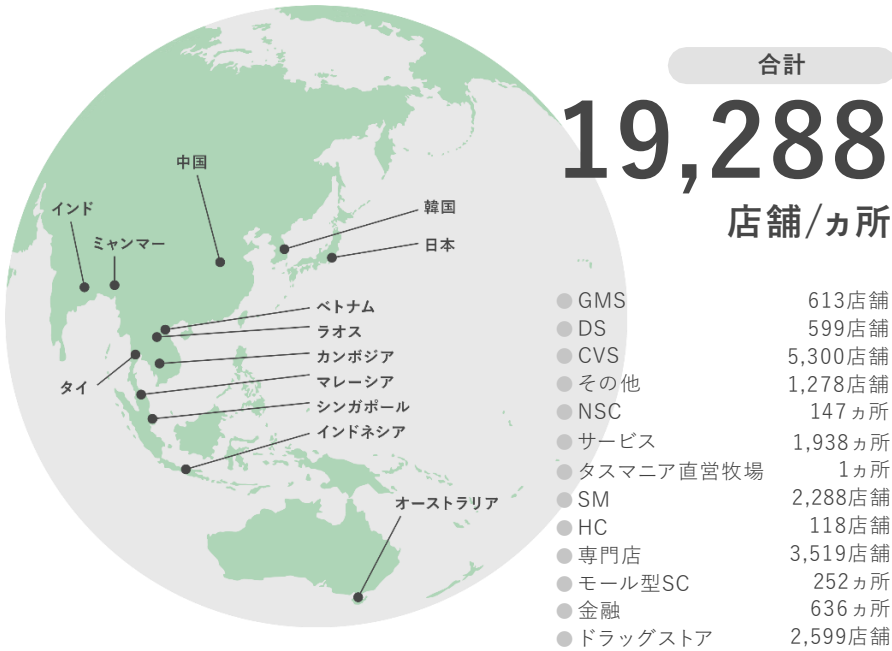 合計
19,288
店舗/ヵ所
中国
インド
ミャンマー
韓国
日本
ベトナム
ラオス
カンボジア
タイ
マレーシア
シンガポール
インドネシア
オーストラリア
GMS 613店舗
DS 599店舗
CVS 5,300店舗
その他 1,278店舗
NSC 147ヵ所
サービス 1,938ヵ所
タスマニア直営牧場 1ヵ所
SM 2,288店舗
HC 118店舗
専門店 3,519店舗
モール型SC 252ヵ所
金融 636ヵ所
ドラッグストア 2,599店舗